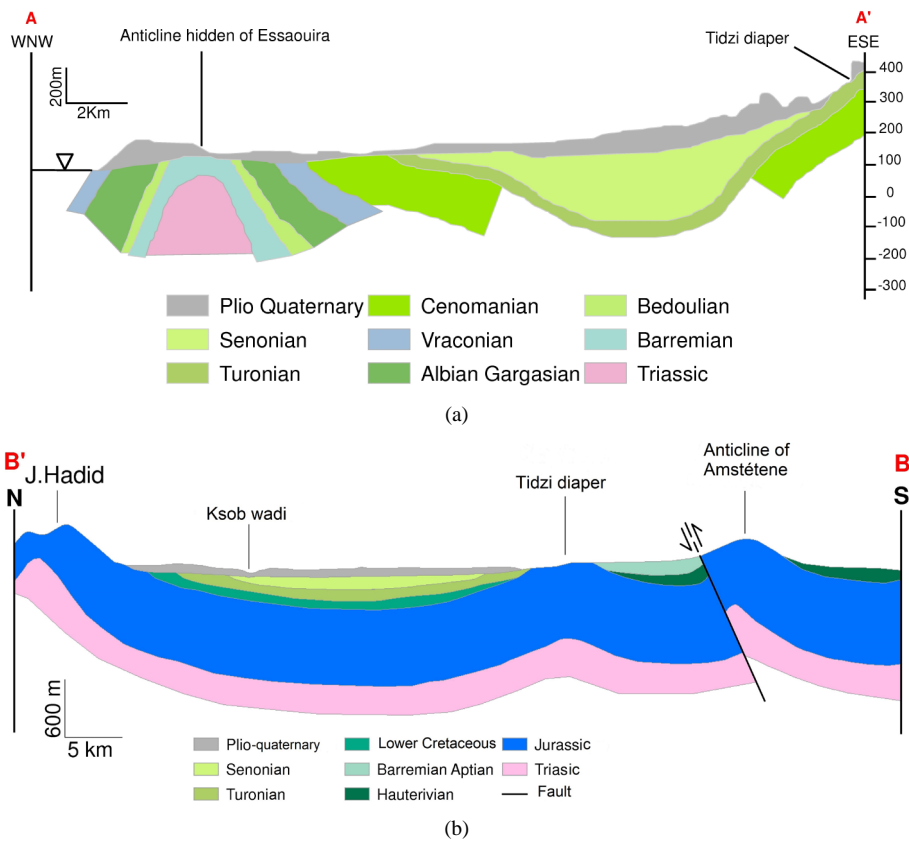 A
WNW
Anticline hidden of Essaouira
Tidzi diaper
A'
ESE
200m
2Km
400
300
200
100
0
-100
-200
-300
Plio Quaternary
Cenomanian
Bedoulian
Senonian
Vraconian
Barremian
Turonian
Albian Gargasian
Triassic
(a)
B'
N
J.Hadid
Ksob wadi
Tidzi diaper
Anticline of
Amstétene
B
S
600 m
5 km
Plio-quaternary
Lower Cretaceous
Jurassic
Senonian
Barremian Aptian
Triasic
Turonian
Hauterivian
Fault
(b)